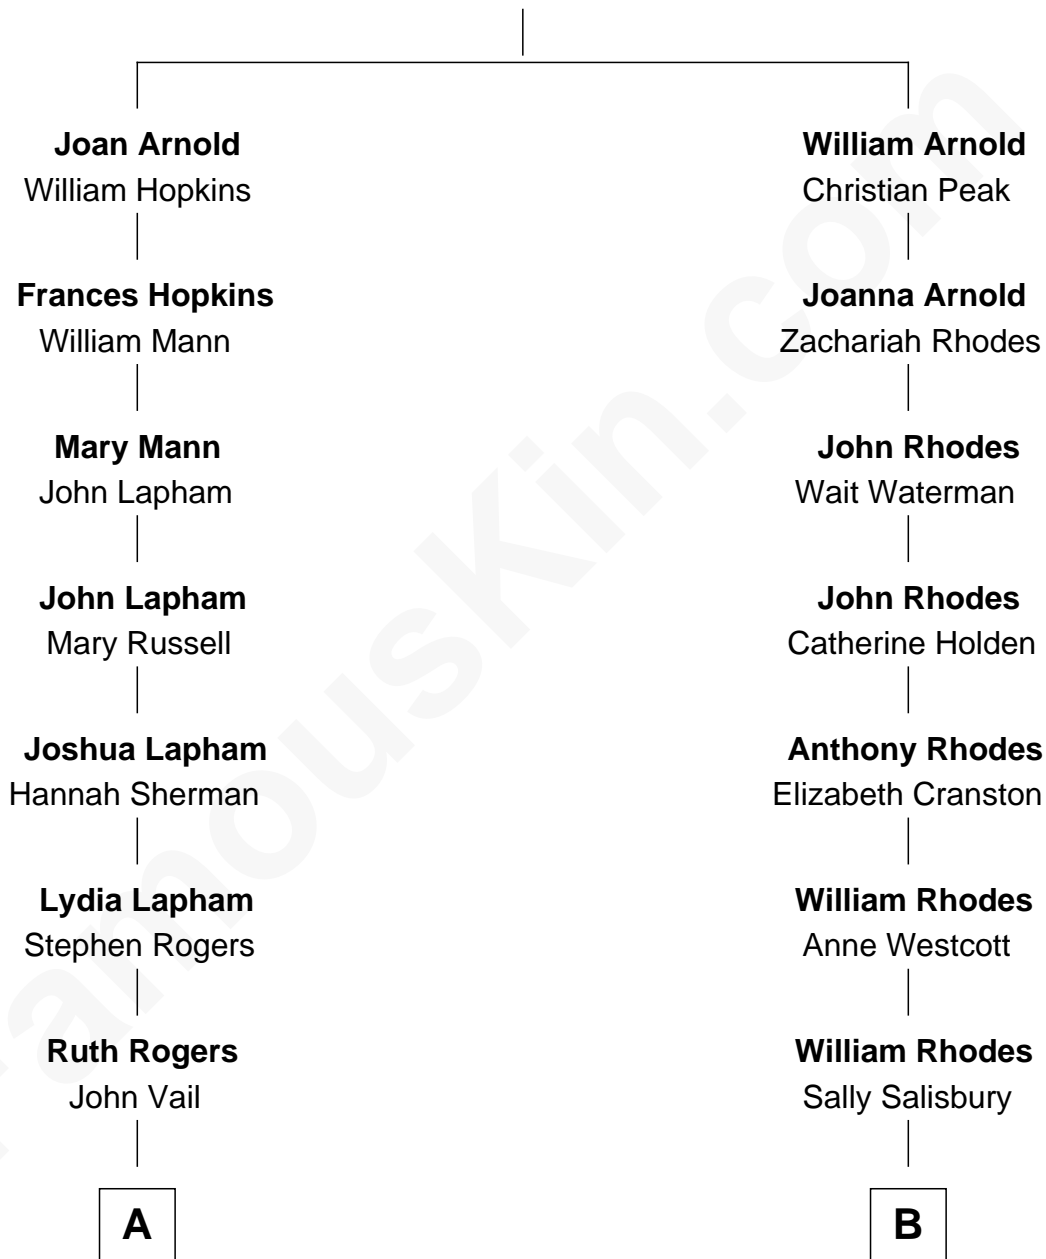 Joan Arnold
William Hopkins
Frances Hopkins
William Mann
Mary Mann
John Lapham
John Lapham
Mary Russell
Joshua Lapham
Hannah Sherman
Lydia Lapham
Stephen Rogers
Ruth Rogers
John Vail
A
William Arnold
Christian Peak
Joanna Arnold
Zachariah Rhodes
John Rhodes
Wait Waterman
John Rhodes
Catherine Holden
Anthony Rhodes
Elizabeth Cranston
William Rhodes
Anne Westcott
William Rhodes
Sally Salisbury
B
FamousKin.com